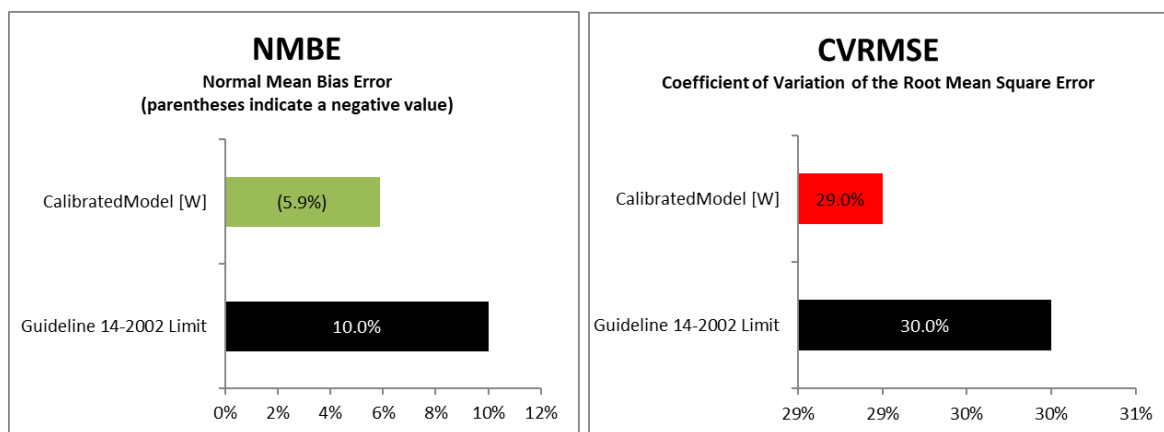 NMBE
Normal Mean Bias Error
(parentheses indicate a negative value)
CalibratedModel [W]
(5.9%)
Guideline 14-2002 Limit
10.0%
0% 2% 4% 6% 8% 10% 12%
CVRMSE
Coefficient of Variation of the Root Mean Square Error
CalibratedModel [W]
29.0%
Guideline 14-2002 Limit
30.0%
29% 29% 30% 30% 31%